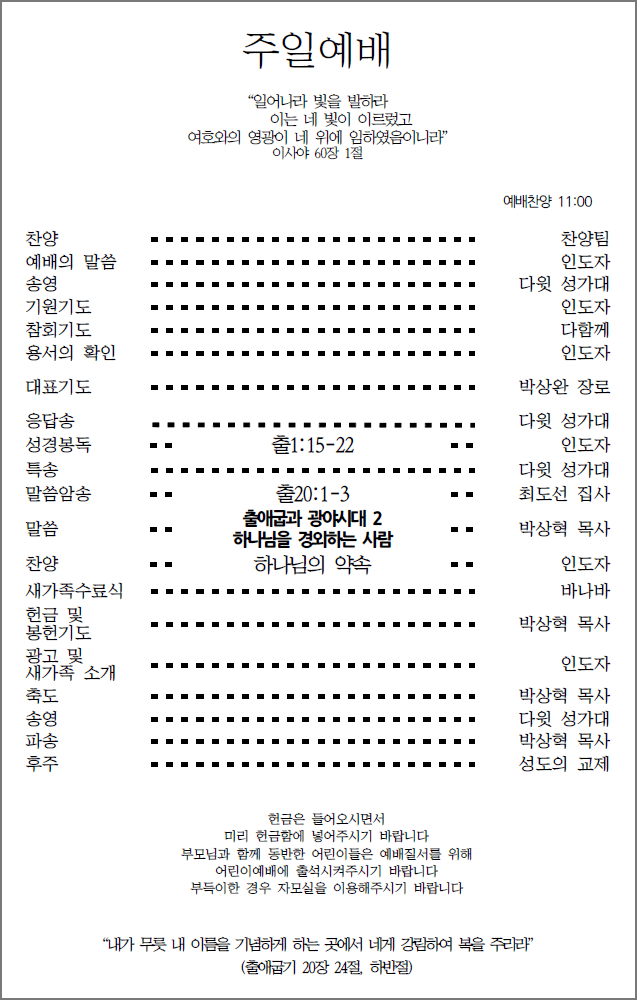 주일예배
“일어나라 빛을 발하라
이는 네 빛이 이르렀고
여호와의 영광이 네 위에 임하였음이니라”
이사야 60장 1절
예배찬양 11:00
찬양 찬양팀
예배의 말씀 인도자
송영 다윗 성가대
기원기도 인도자
참회기도 다함께
용서의 확인 인도자
대표기도 박상완 장로
응답송 다윗 성가대
성경봉독 출1:15-22 인도자
특송 다윗 성가대
말씀암송 출20:1-3 최도선 집사
말씀 출애굽과 광야시대 2 하나님을 경외하는 사람 박상혁 목사
찬양 하나님의 약속 인도자
새가족수료식 바나바
헌금 및
봉헌기도 박상혁 목사
광고 및
새가족 소개 인도자
축도 박상혁 목사
송영 다윗 성가대
파송 박상혁 목사
후주 성도의 교제
헌금은 들어오시면서
미리 헌금함에 넣어주시기 바랍니다
부모님과 함께 동반한 어린이들은 예배질서를 위해
어린이예배에 출석시켜주시기 바랍니다
부득이한 경우 자모실을 이용해주시기 바랍니다
“내가 무릇 내 이름을 기념하게 하는 곳에서 네게 강림하여 복을 주리라”
(출애굽기 20장 24절, 하반절)